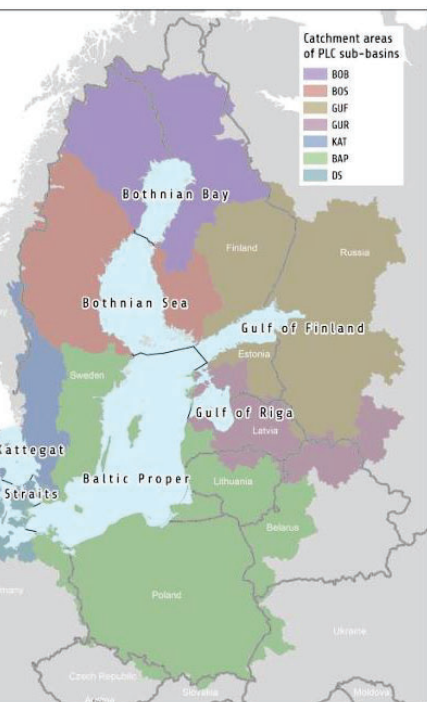 Catchment areas
of PLC sub-basins
BOB
BOS
GUF
GUR
KAT
BAP
DS
Bothnian Bay
Finland
Russia
Bothnian Sea
Gulf of Finland
Estonia
Sweden
Gulf of Riga
Latvia
Kattegat
Baltic Proper
Lithuania
Straits
Belarus
Poland
Ukraine
Czech Republic
Slovakia
Moldova